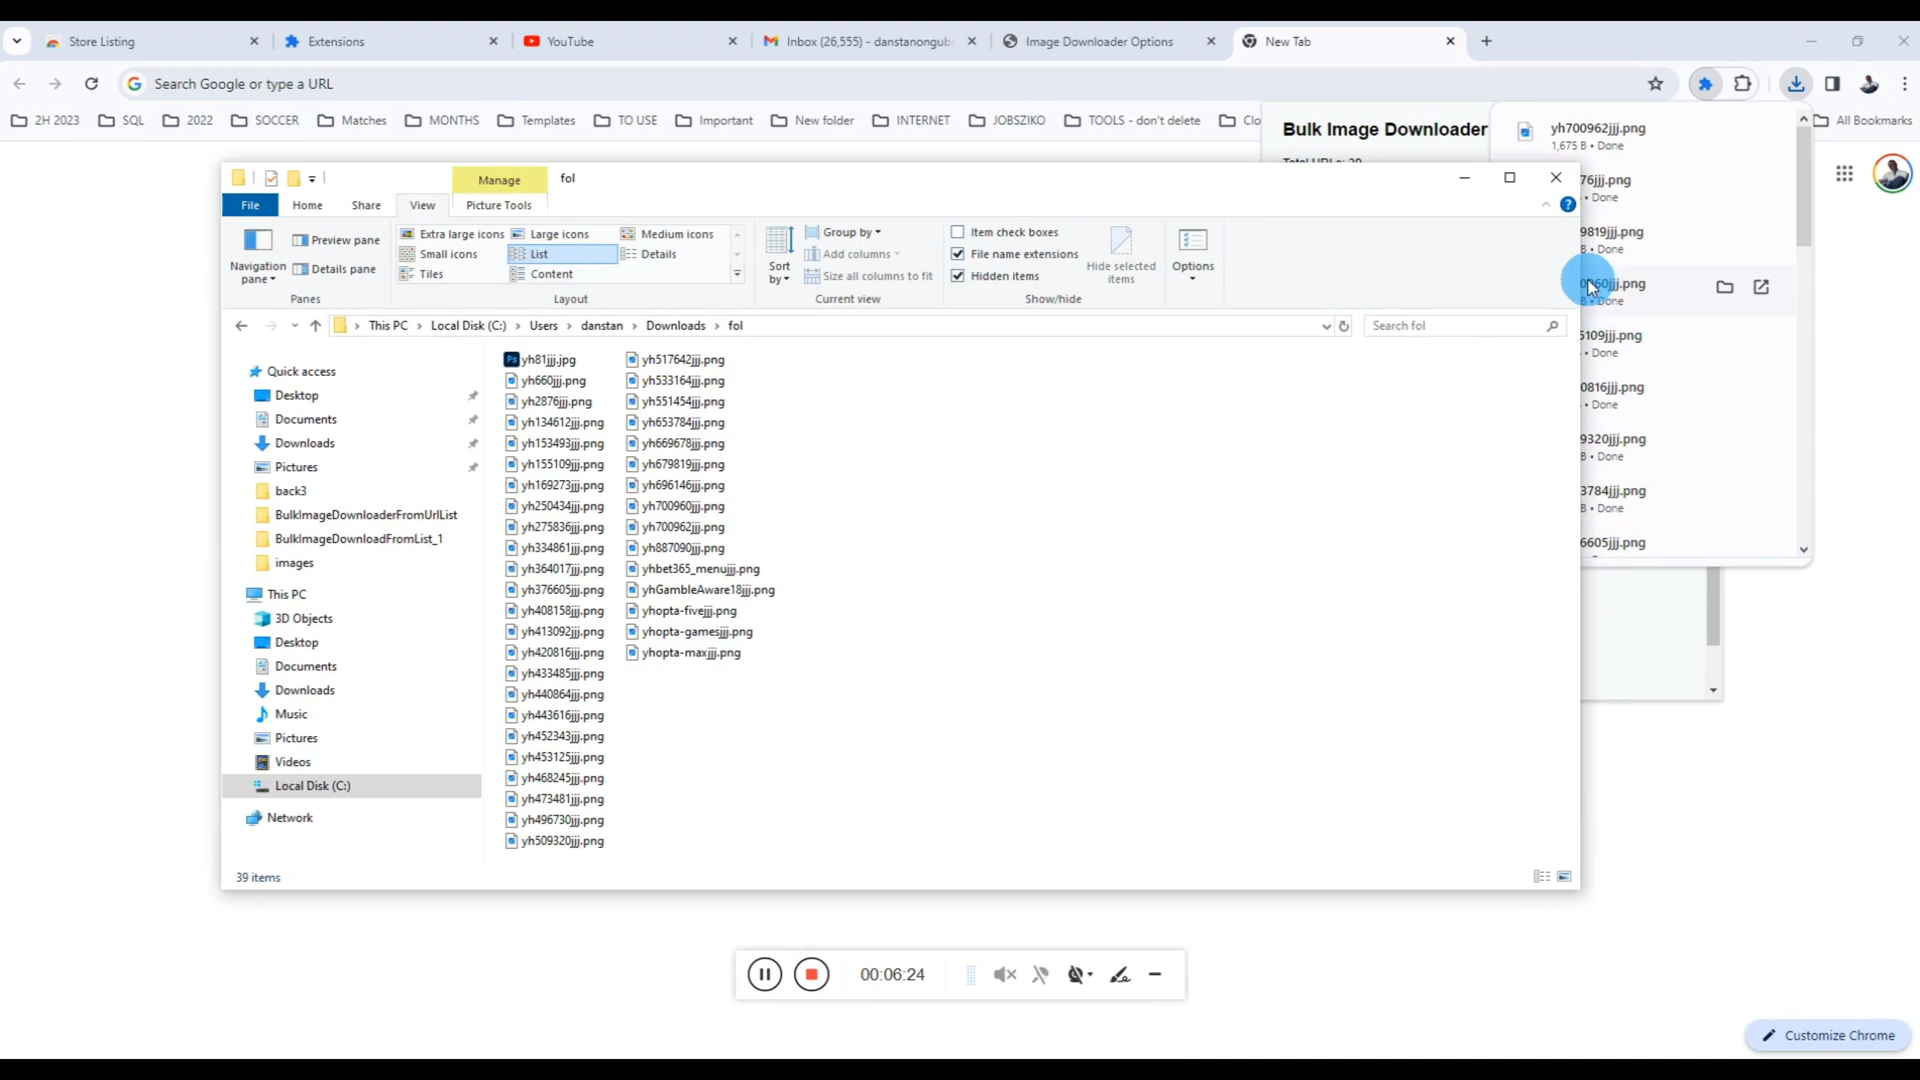 Store Listing
Extensions
YouTube
Inbox (26,555) - danstanongubo
Image Downloader Options
New Tab
Search Google or type a URL
2H 2023
SQL
2022
SOCCER
Matches
MONTHS
Templates
TO USE
Important
New folder
INTERNET
JOBSZIKO
TOOLS - don't delete
Clo
All Bookmarks
Bulk Image Downloader
yh700962jjj.png
1,675 B • Done
76jjj.png
• Done
9819jjj.png
B • Done
0960jjj.png
B • Done
5109jjj.png
• Done
0816jjj.png
• Done
9320jjj.png
B • Done
3784jjj.png
B • Done
6605jjj.png
Manage
fol
File
Home
Share
View
Picture Tools
Navigation pane
Preview pane
Details pane
Panes
Extra large icons
Large icons
Medium icons
Small icons
List
Details
Tiles
Content
Layout
Sort by
Group by
Add columns
Size all columns to fit
Current view
Item check boxes
File name extensions
Hidden items
Hide selected items
Show/hide
Options
This PC
Local Disk (C:)
Users
danstan
Downloads
fol
Search fol
Quick access
Desktop
Documents
Downloads
Pictures
back3
BulkImageDownloaderFromUrlList
BulkImageDownloadFromList_1
images
This PC
3D Objects
Desktop
Documents
Downloads
Music
Pictures
Videos
Local Disk (C:)
Network
Ps
yh81jjj.jpg
yh660jjj.png
yh2876jjj.png
yh134612jjj.png
yh153493jjj.png
yh155109jjj.png
yh169273jjj.png
yh250434jjj.png
yh275836jjj.png
yh334861jjj.png
yh364017jjj.png
yh376605jjj.png
yh408158jjj.png
yh413092jjj.png
yh420816jjj.png
yh433485jjj.png
yh440864jjj.png
yh443616jjj.png
yh452343jjj.png
yh453125jjj.png
yh468245jjj.png
yh473481jjj.png
yh496730jjj.png
yh509320jjj.png
yh517642jjj.png
yh533164jjj.png
yh551454jjj.png
yh653784jjj.png
yh669678jjj.png
yh679819jjj.png
yh696146jjj.png
yh700960jjj.png
yh700962jjj.png
yh887090jjj.png
yhbet365_menujjj.png
yhGambleAware18jjj.png
yhopta-fivejjj.png
yhopta-gamesjjj.png
yhopta-maxjjj.png
39 items
00:06:24
Customize Chrome